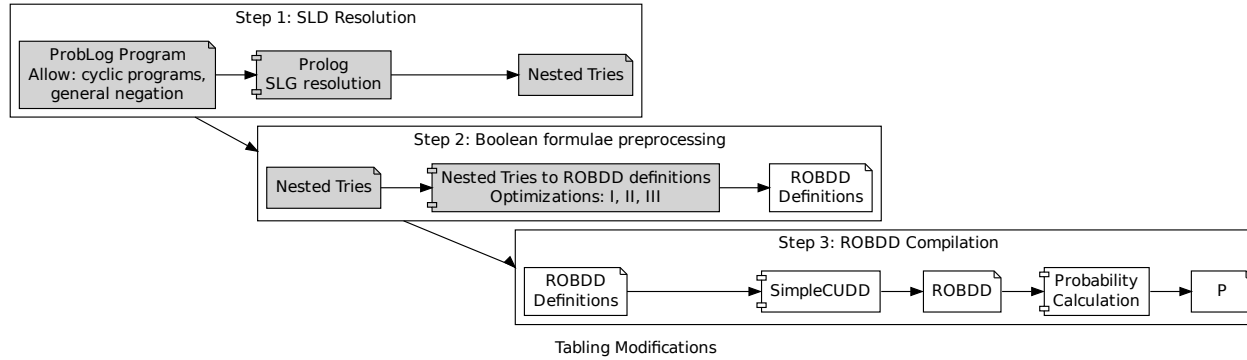 Step 1: SLD Resolution
ProbLog Program
Allow: cyclic programs,
general negation
Prolog
SLG resolution
Nested Tries
Step 2: Boolean formulae preprocessing
Nested Tries
Nested Tries to ROBDD definitions
Optimizations: I, II, III
ROBDD
Definitions
Step 3: ROBDD Compilation
ROBDD
Definitions
SimpleCUDD
ROBDD
Probability
Calculation
P
Tabling Modifications